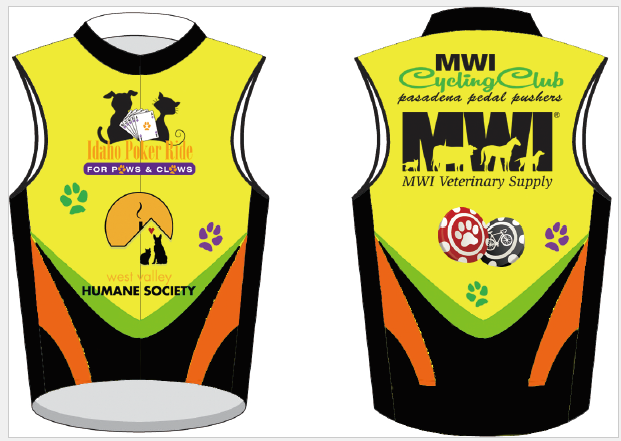 Idaho Poker Ride
FOR PAWS & CLAWS
west valley
HUMANE SOCIETY
MWI
Cycling Club
pasadena pedal pushers
MWI®
MWI Veterinary Supply